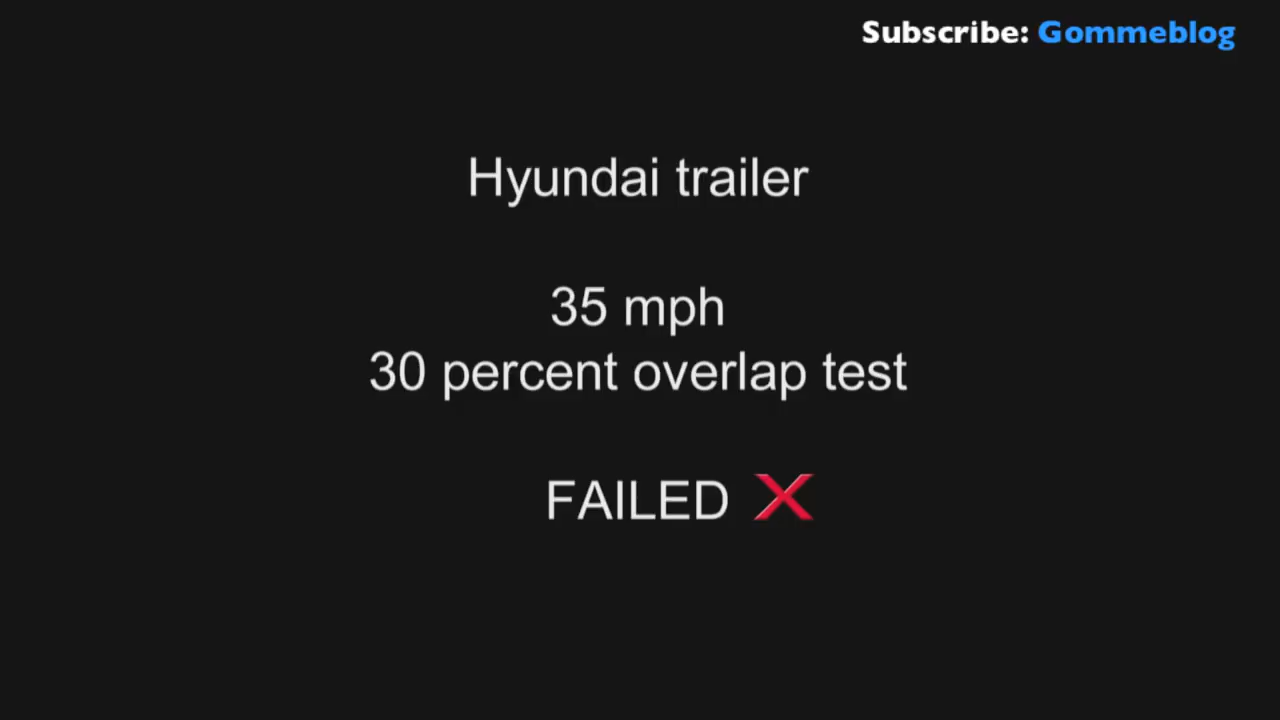 Subscribe: Gommeblog
Hyundai trailer
35 mph
30 percent overlap test
FAILED